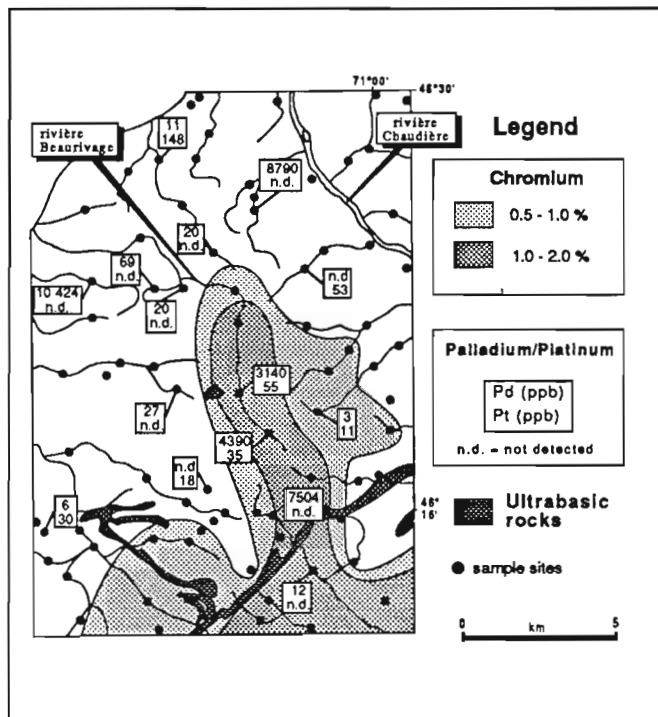 71°00'
46°30'
rivière
Beaurivage
rivière
Chaudière
11
148
8790
n.d.
20
n.d.
69
n.d.
n.d
53
10 424
n.d.
20
n.d.
3140
55
3
11
27
n.d.
4390
35
n.d
18
7504
n.d.
6
30
12
n.d.
46°
15'
Legend
Chromium
0.5 - 1.0 %
1.0 - 2.0 %
Palladium/Platinum
Pd (ppb)
Pt (ppb)
n.d. = not detected
Ultrabasic
rocks
sample sites
0 5
km